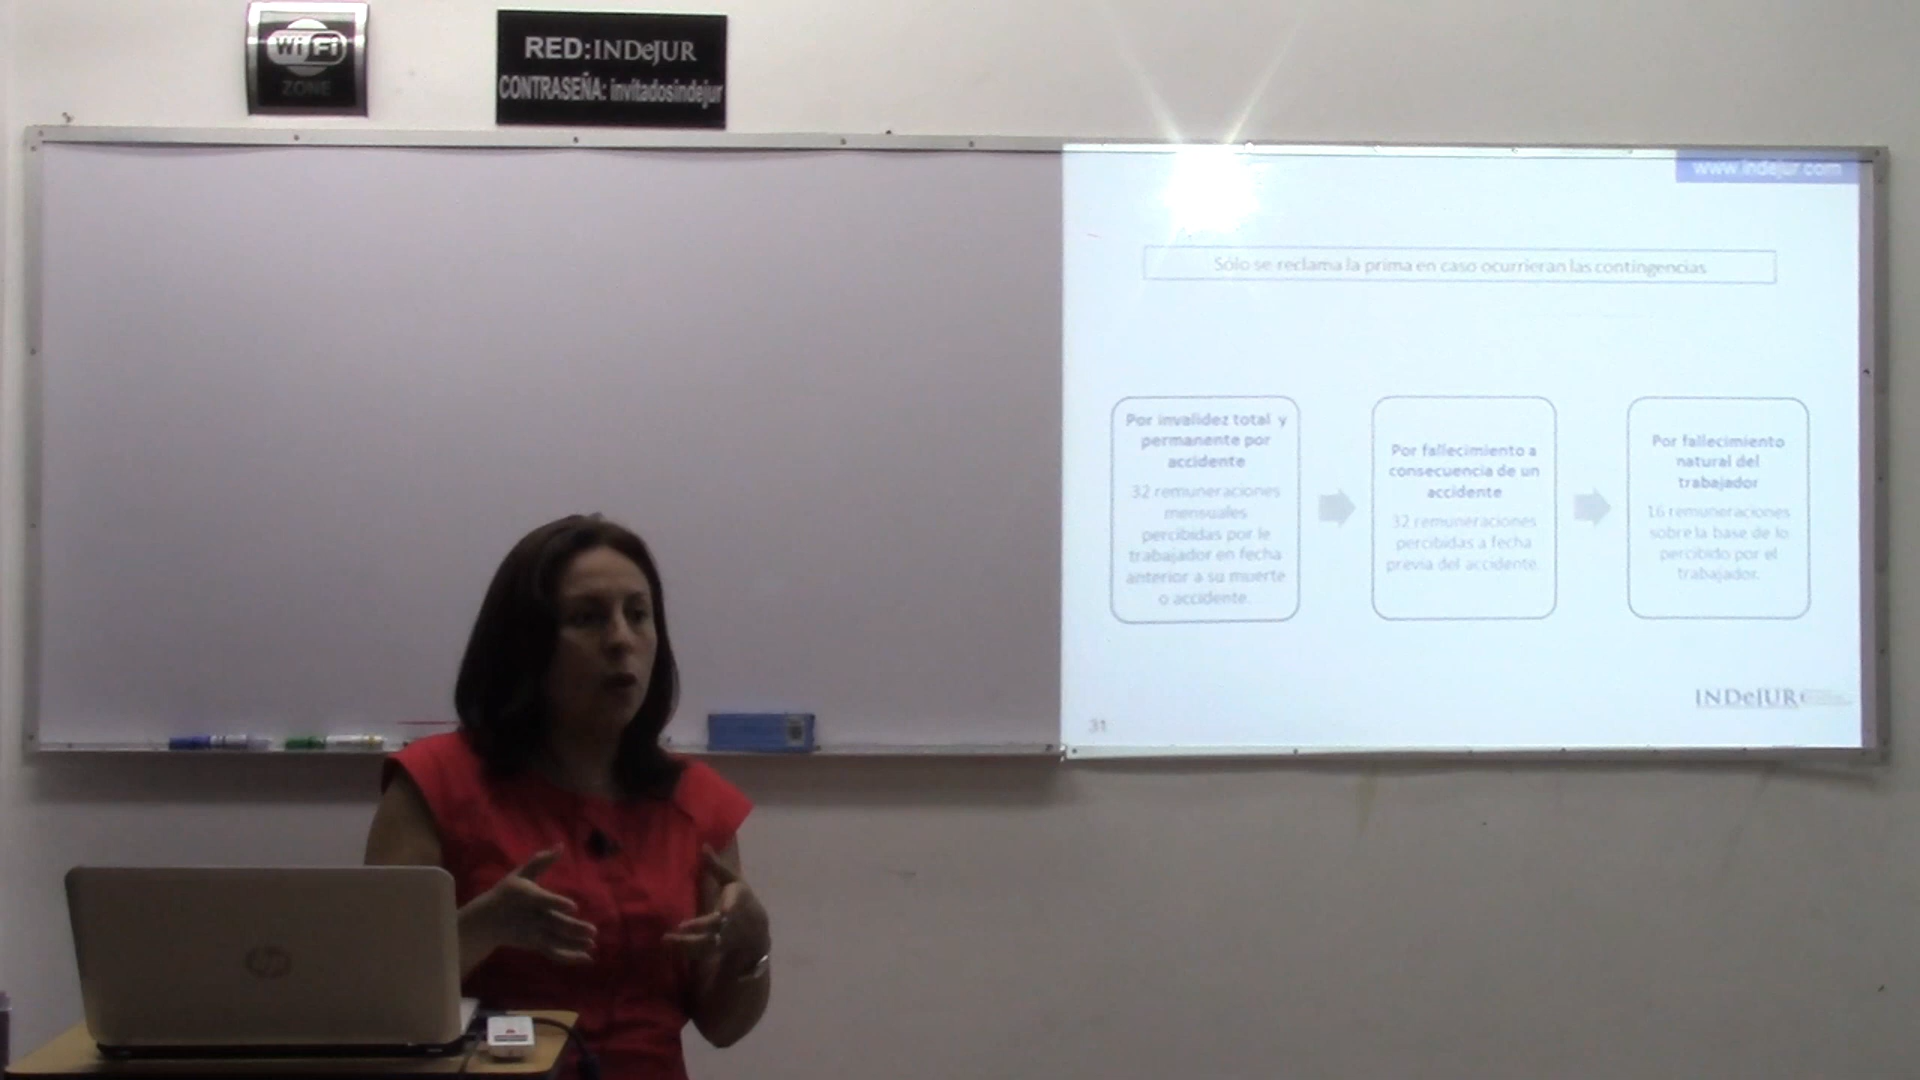 WiFi
ZONE
RED: INDeJUR
CONTRASEÑA: invitadosindejur
www.indejur.com
Sólo se reclama la prima en caso ocurrieran las contingencias
Por invalidez total y
permanente por
accidente
32 remuneraciones
mensuales
percibidas por le
trabajador en fecha
anterior a su muerte
o accidente.
Por fallecimiento a
consecuencia de un
accidente
32 remuneraciones
percibidas a fecha
previa del accidente.
Por fallecimiento
natural del
trabajador
16 remuneraciones
sobre la base de lo
percibido por el
trabajador.
INDeJUR
31
hp